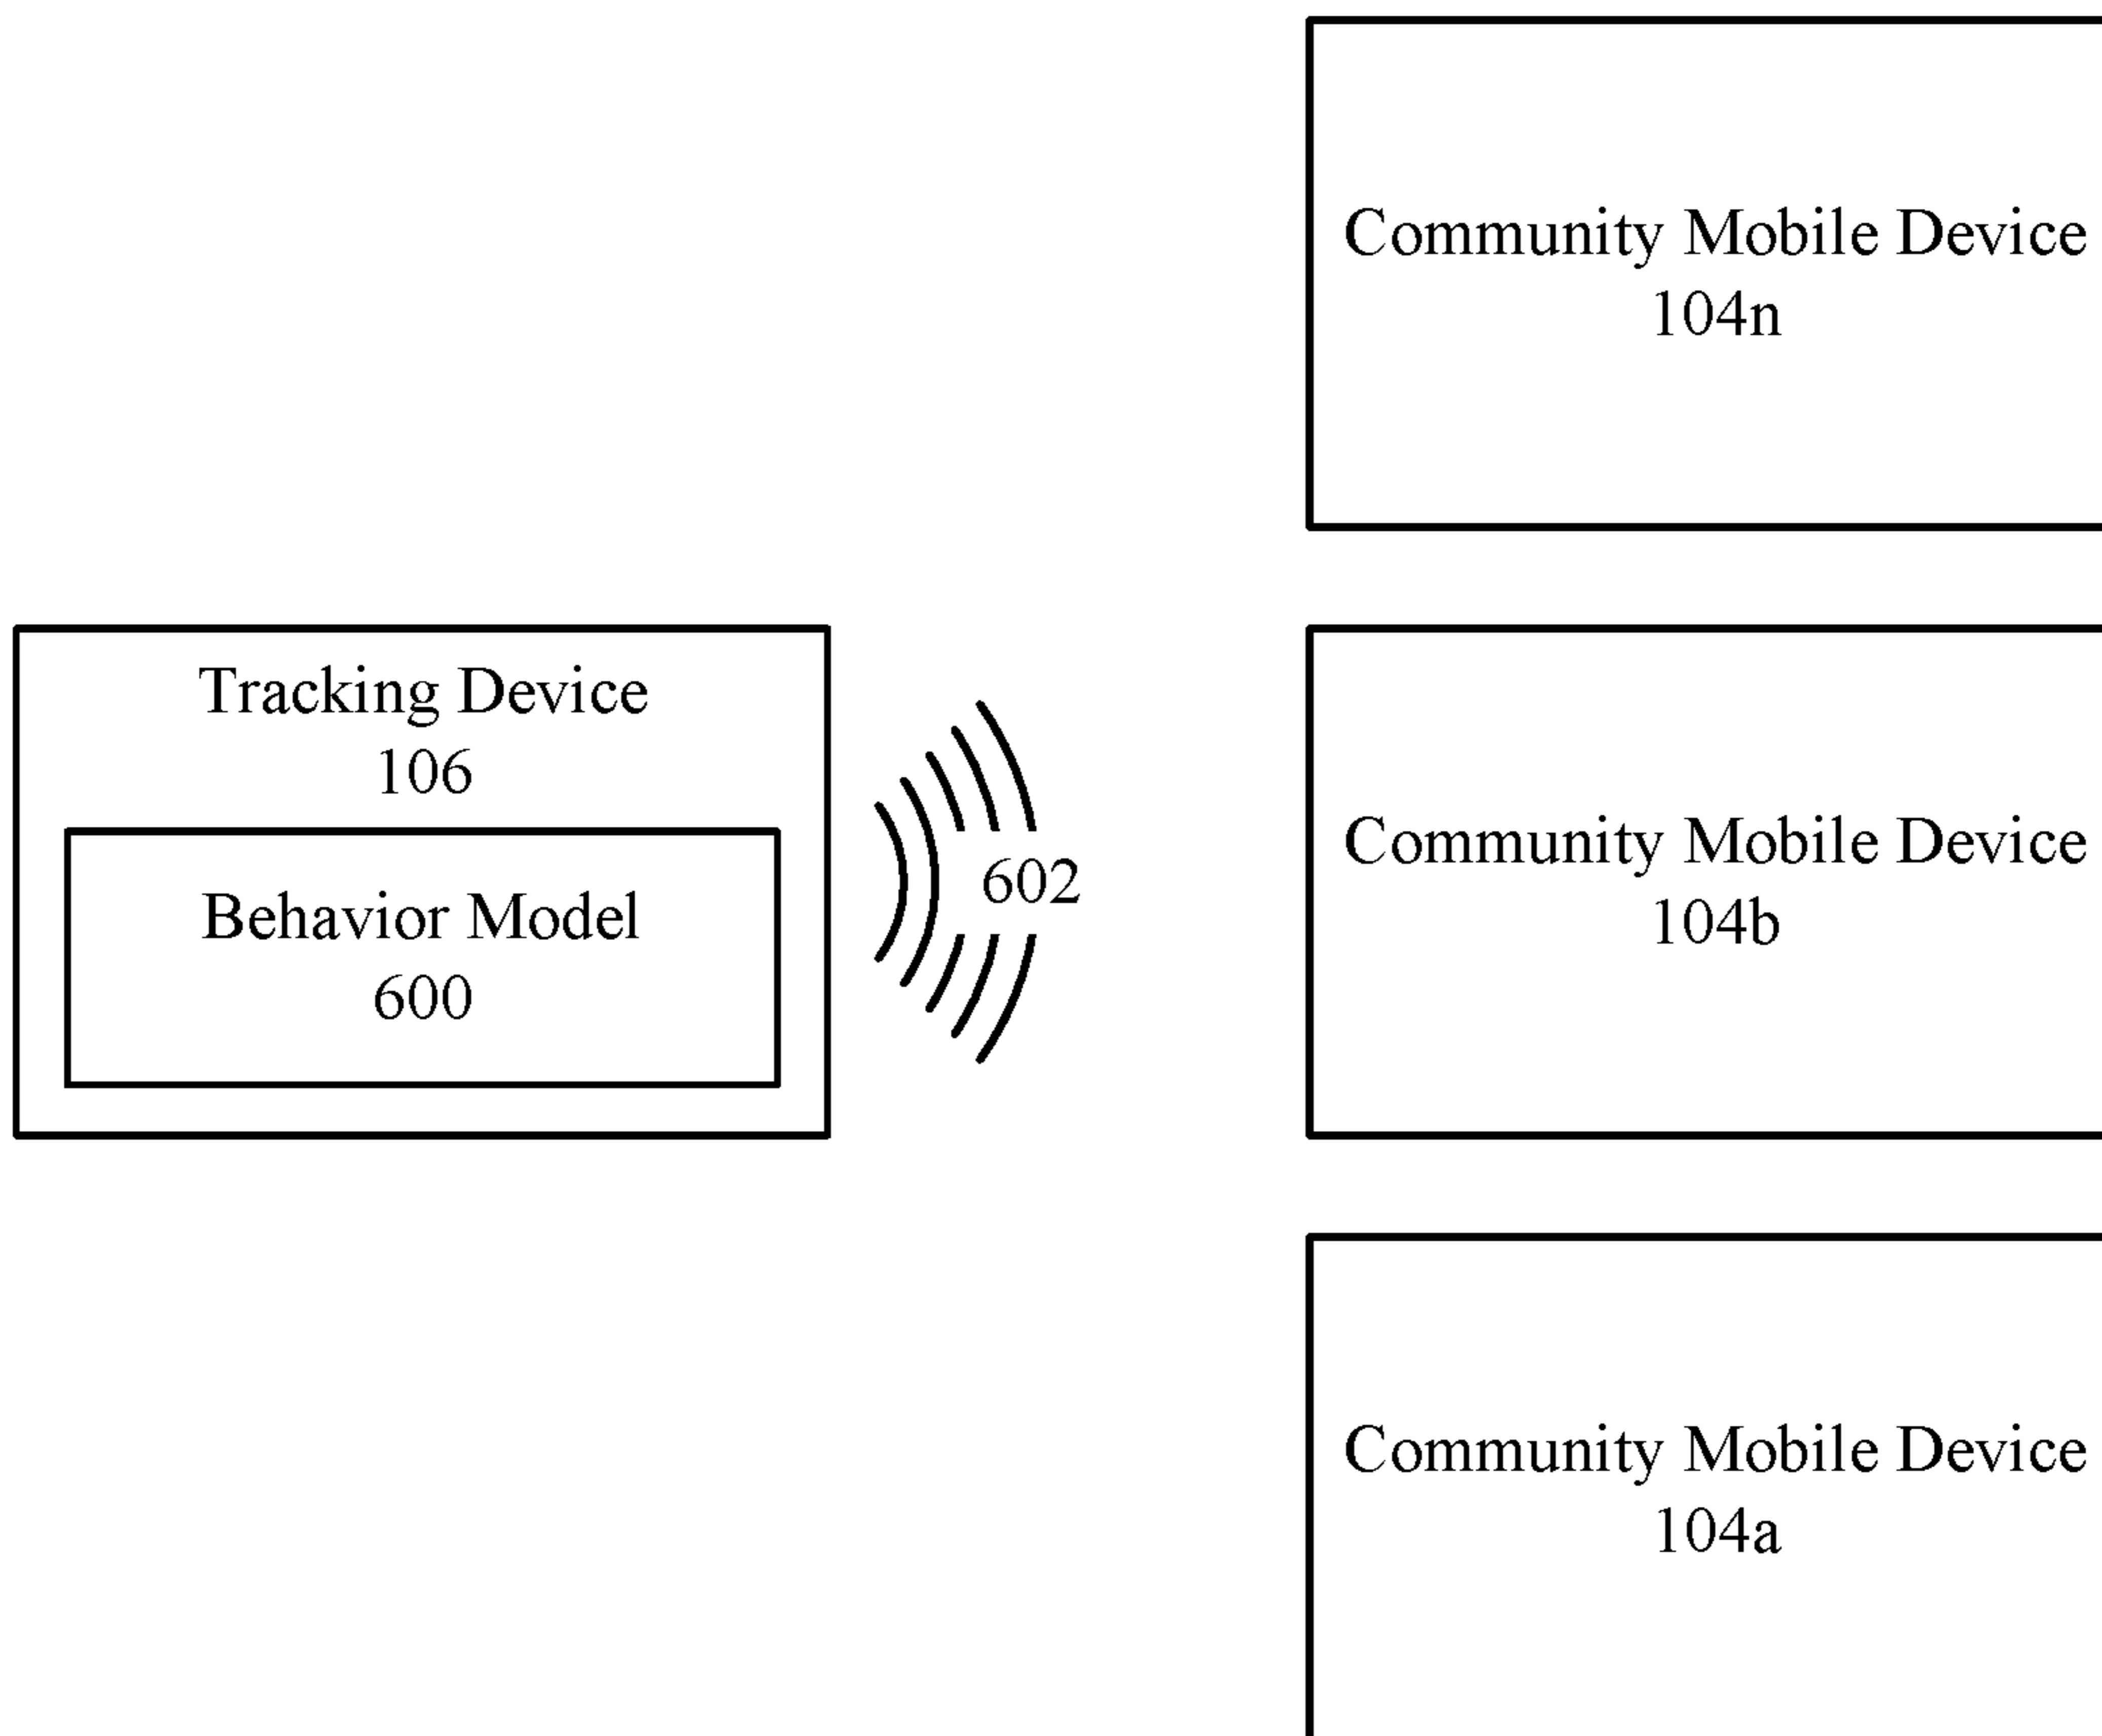 Community Mobile Device
104n
Tracking Device
106
Behavior Model
600
602
Community Mobile Device
104b
Community Mobile Device
104a